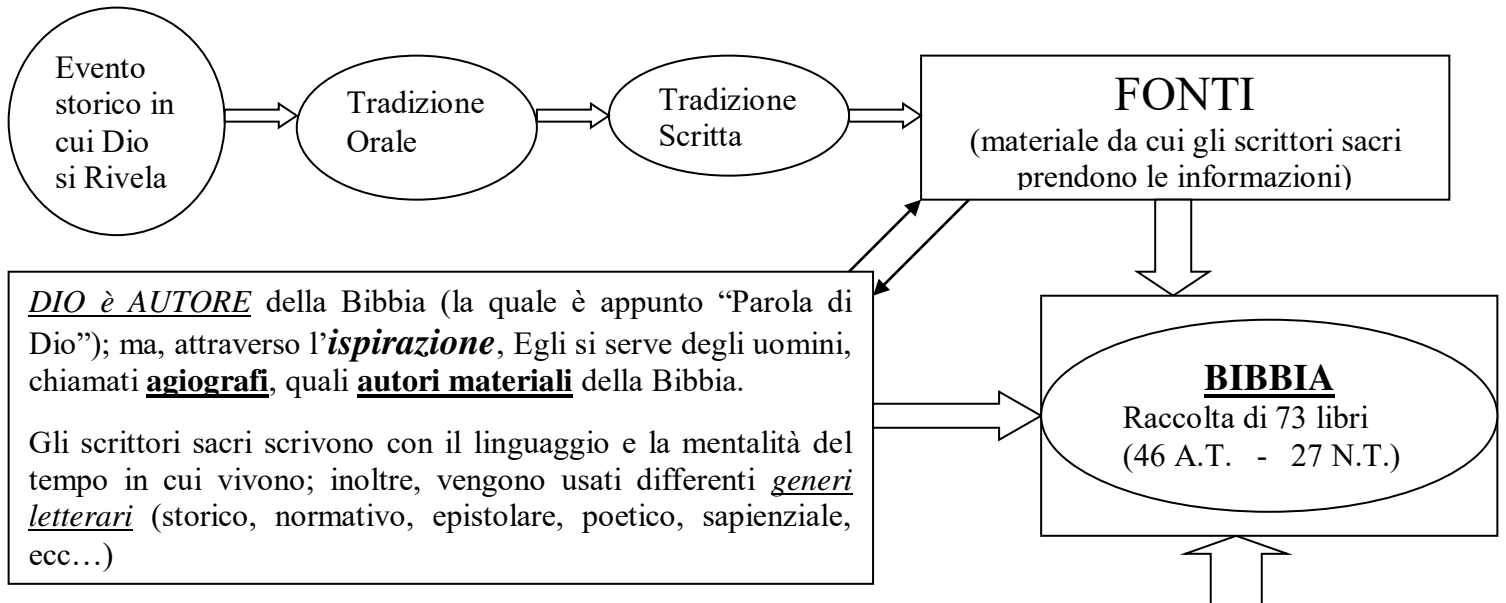 Evento
storico in
cui Dio
si Rivela
Tradizione
Orale
Tradizione
Scritta
FONTI
(materiale da cui gli scrittori sacri
prendono le informazioni)
DIO è AUTORE della Bibbia (la quale è appunto “Parola di
Dio”); ma, attraverso l’ispirazione, Egli si serve degli uomini,
chiamati agiografi, quali autori materiali della Bibbia.
Gli scrittori sacri scrivono con il linguaggio e la mentalità del
tempo in cui vivono; inoltre, vengono usati differenti generi
letterari (storico, normativo, epistolare, poetico, sapienziale,
ecc…)
BIBBIA
Raccolta di 73 libri
(46 A.T. - 27 N.T.)